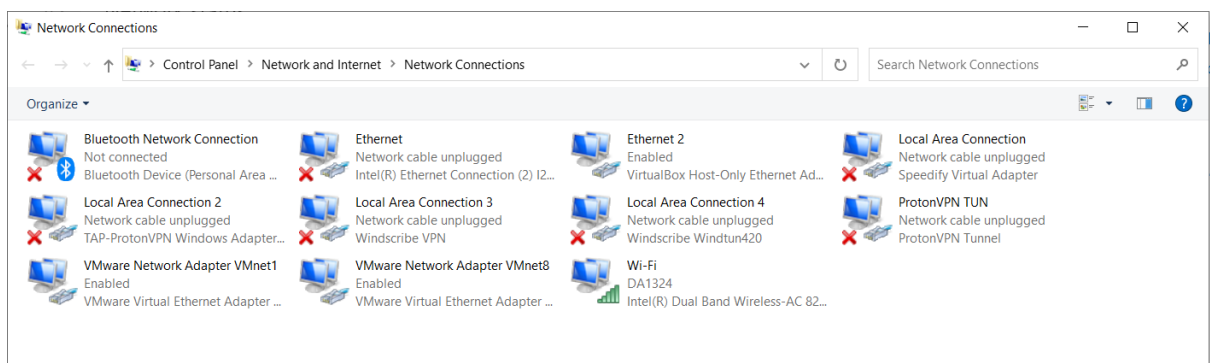 Network Connections
Control Panel > Network and Internet > Network Connections
Search Network Connections
Organize
Bluetooth Network Connection
Not connected
Bluetooth Device (Personal Area ...
Ethernet
Network cable unplugged
Intel(R) Ethernet Connection (2) I2...
Ethernet 2
Enabled
VirtualBox Host-Only Ethernet Ad...
Local Area Connection
Network cable unplugged
Speedify Virtual Adapter
Local Area Connection 2
Network cable unplugged
TAP-ProtonVPN Windows Adapter...
Local Area Connection 3
Network cable unplugged
Windscribe VPN
Local Area Connection 4
Network cable unplugged
Windscribe Windtun420
ProtonVPN TUN
Network cable unplugged
ProtonVPN Tunnel
VMware Network Adapter VMnet1
Enabled
VMware Virtual Ethernet Adapter ...
VMware Network Adapter VMnet8
Enabled
VMware Virtual Ethernet Adapter ...
Wi-Fi
DA1324
Intel(R) Dual Band Wireless-AC 82...